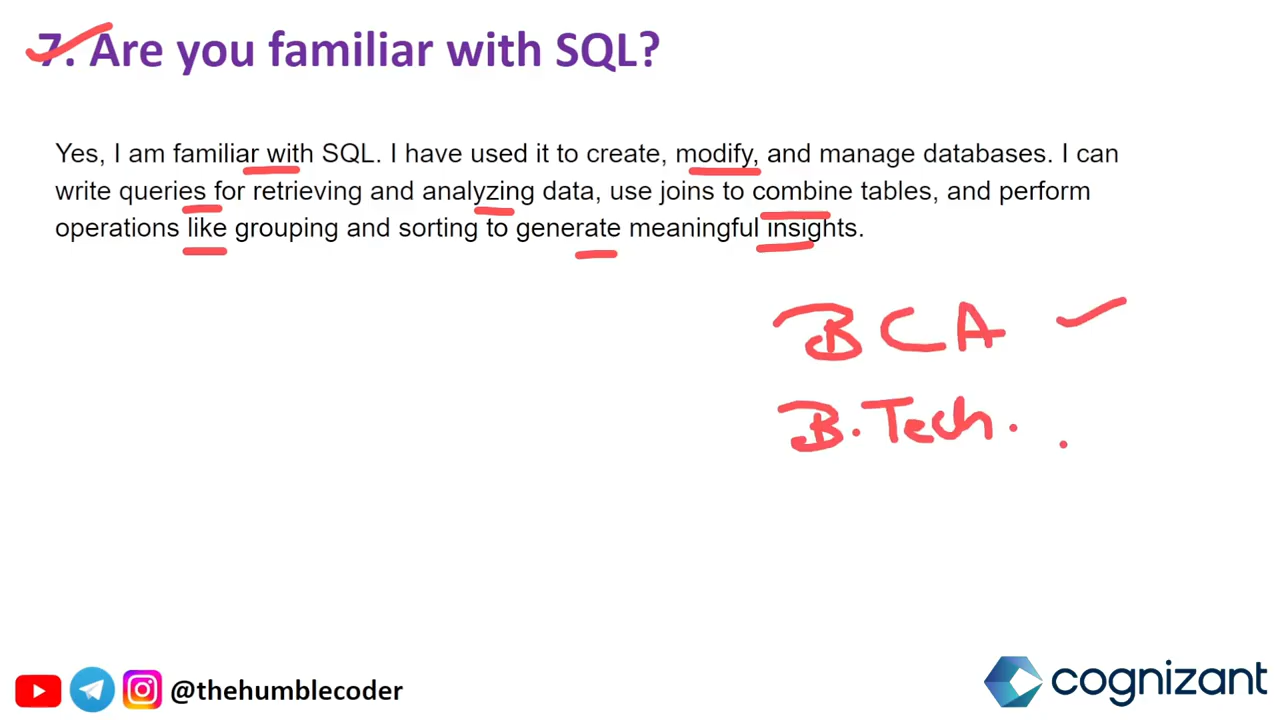 7. Are you familiar with SQL?
Yes, I am familiar with SQL. I have used it to create, modify, and manage databases. I can
write queries for retrieving and analyzing data, use joins to combine tables, and perform
operations like grouping and sorting to generate meaningful insights.
BCA
B.Tech.
@thehumblecoder
cognizant